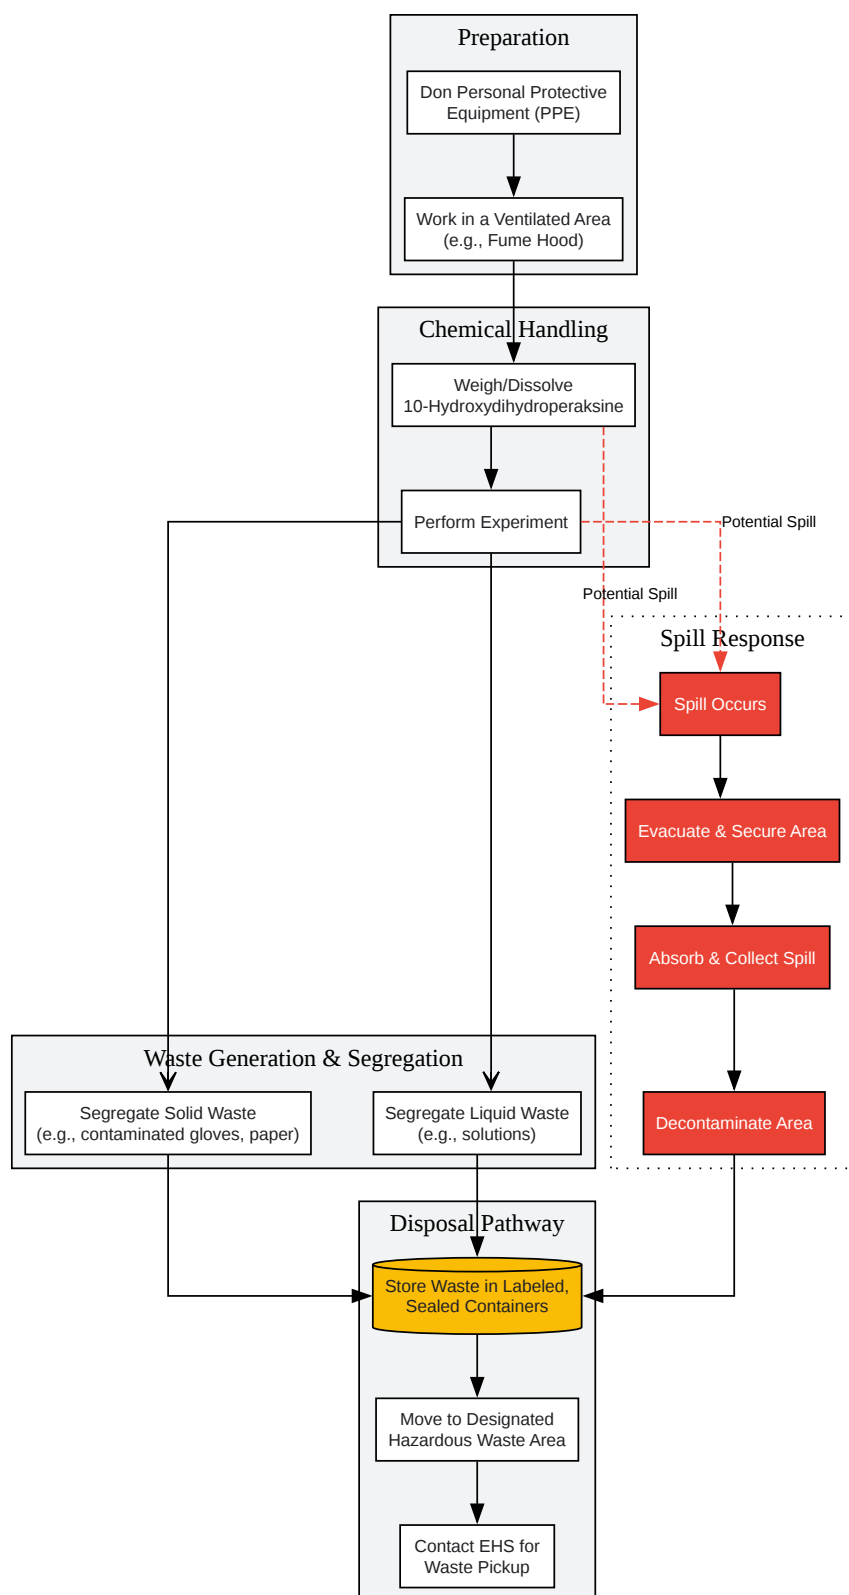 Preparation
Don Personal Protective
Equipment (PPE)
Work in a Ventilated Area
(e.g., Fume Hood)
Chemical Handling
Weigh/Dissolve
10-Hydroxydihydroperaksine
Perform Experiment
Potential Spill
Potential Spill
Spill Response
Spill Occurs
Evacuate & Secure Area
Absorb & Collect Spill
Decontaminate Area
Waste Generation & Segregation
Segregate Solid Waste
(e.g., contaminated gloves, paper)
Segregate Liquid Waste
(e.g., solutions)
Disposal Pathway
Store Waste in Labeled,
Sealed Containers
Move to Designated
Hazardous Waste Area
Contact EHS for
Waste Pickup